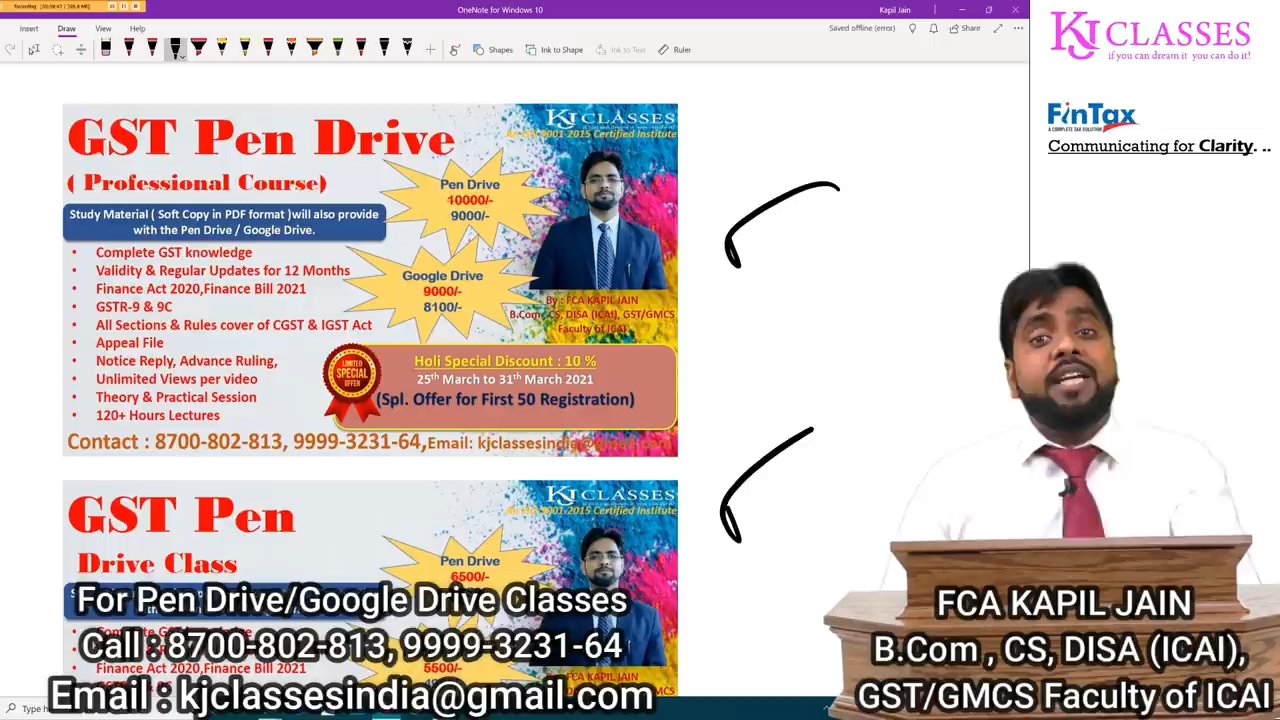 Recording
OneNote for Windows 10
Kapil Jain
Insert Draw View Help
Shapes Ink to Shape Ink to Text Ruler
Saved offline (error) Share
KJ CLASSES
if you can dream it you can do it!
FinTax
A COMPLETE TAX SOLUTION
Communicating for Clarity. ..
GST Pen Drive
( Professional Course)
KJ CLASSES
An ISO 9001-2015 Certified Institute
Study Material ( Soft Copy in PDF format )will also provide
with the Pen Drive / Google Drive.
Pen Drive
10000/-
9000/-
Google Drive
9000/-
8100/-
• Complete GST knowledge
• Validity & Regular Updates for 12 Months
• Finance Act 2020,Finance Bill 2021
• GSTR-9 & 9C
• All Sections & Rules cover of CGST & IGST Act
• Appeal File
• Notice Reply, Advance Ruling,
• Unlimited Views per video
• Theory & Practical Session
• 120+ Hours Lectures
By : FCA KAPIL JAIN
B.Com , CS, DISA (ICAI), GST/GMCS
Faculty of ICAI
LIMITED
SPECIAL
OFFER
Holi Special Discount : 10 %
25th March to 31th March 2021
(Spl. Offer for First 50 Registration)
Contact : 8700-802-813, 9999-3231-64,Email: kjclassesindia@gmail.com
GST Pen
Drive Class
KJ CLASSES
An ISO 9001-2015 Certified Institute
Pen Drive
6500/-
5500/-
Finance Act 2020,Finance Bill 2021
For Pen Drive/Google Drive Classes
Call : 8700-802-813, 9999-3231-64
Email : kjclassesindia@gmail.com
FCA KAPIL JAIN
B.Com , CS, DISA (ICAI),
GST/GMCS Faculty of ICAI